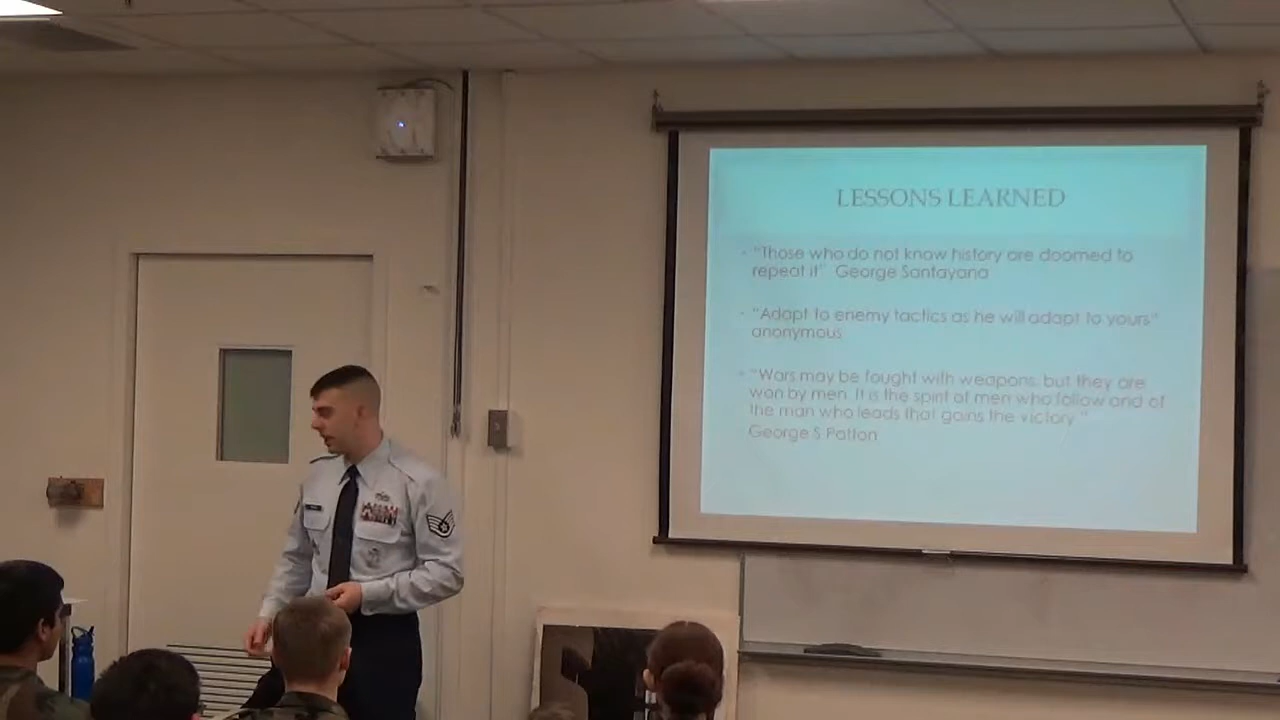 LESSONS LEARNED
"Those who do not know history are doomed to
repeat it" George Santayana
"Adapt to enemy tactics as he will adapt to yours"
anonymous
"Wars may be fought with weapons, but they are
won by men. It is the spirit of men who follow and of
the man who leads that gains the victory."
George S Patton